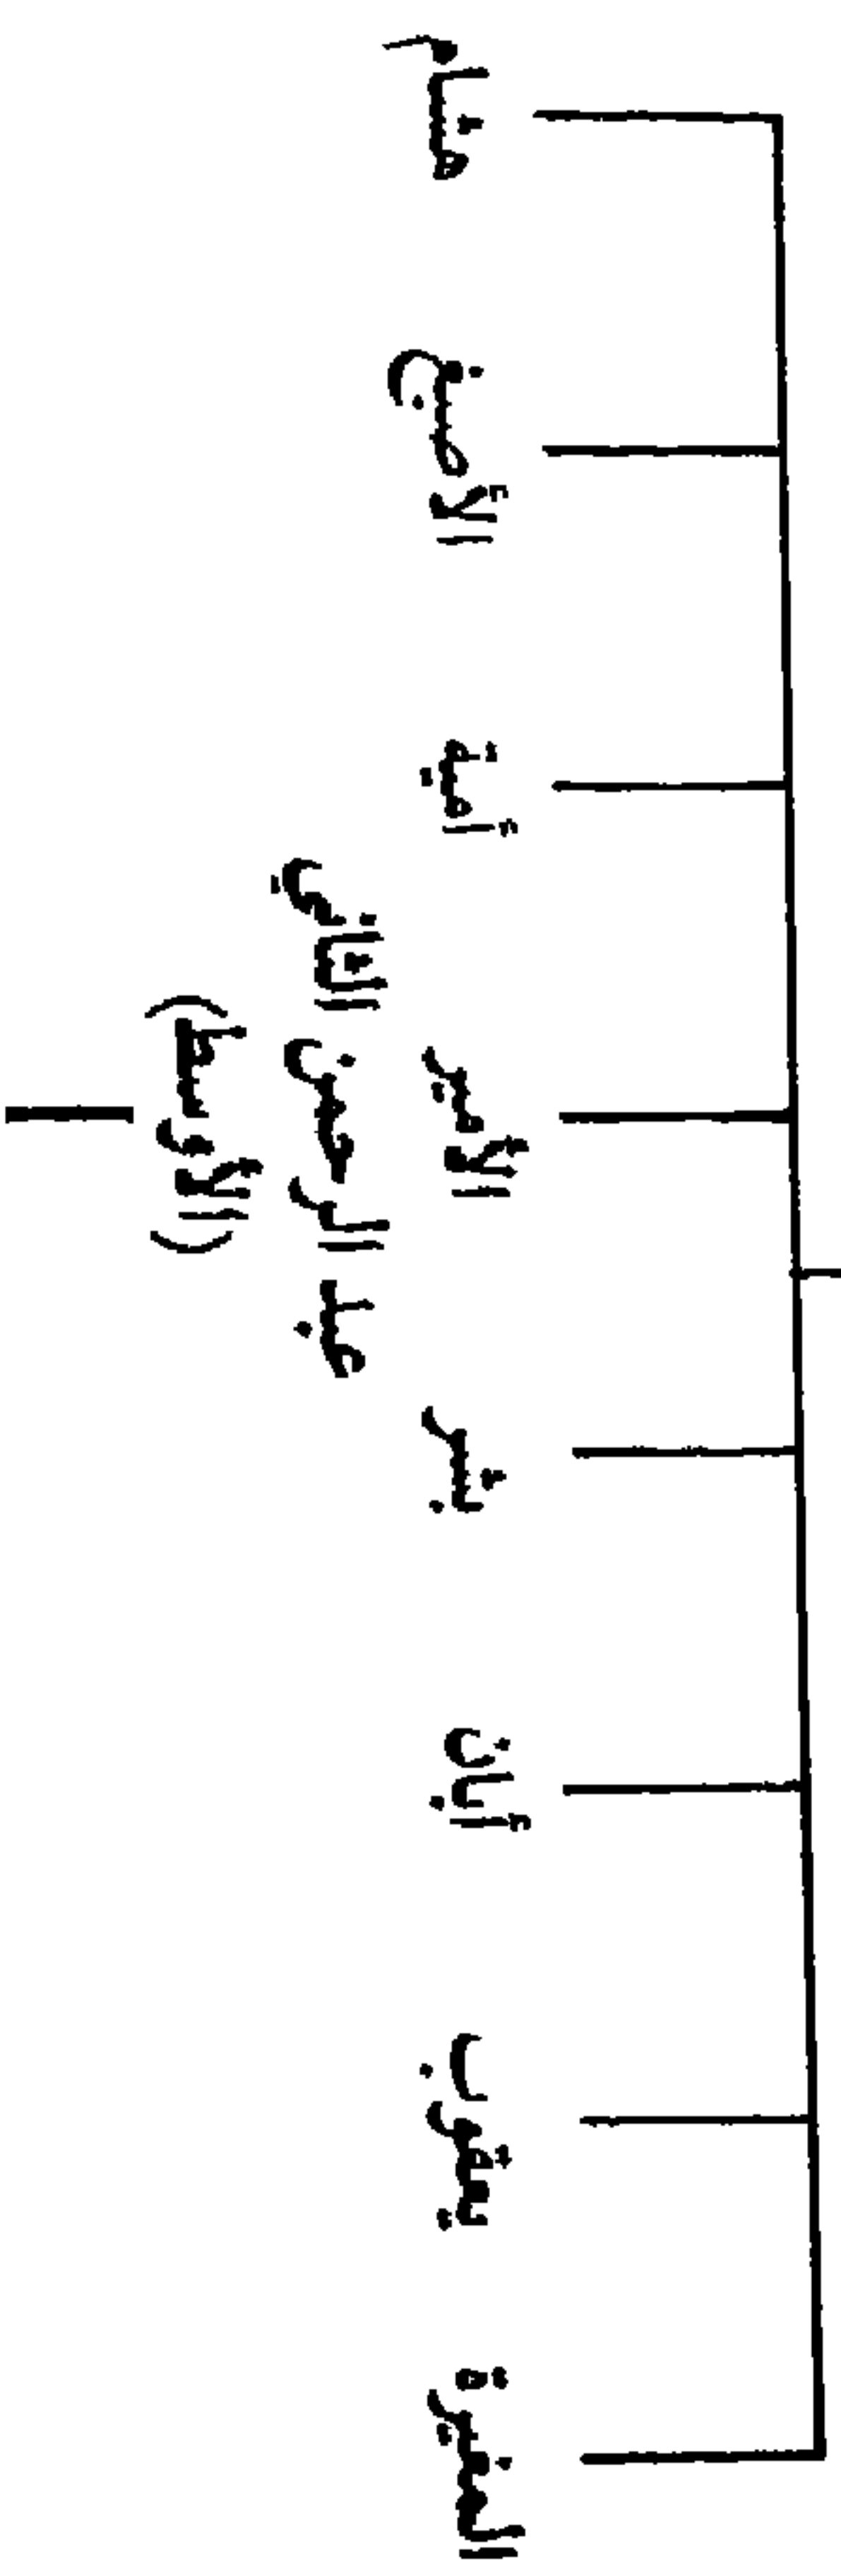 المغيرة يعقوب أبان بشر الأمير أمية الأصبغ هشام
عبد الرحمن الثاني
(الأوسط)